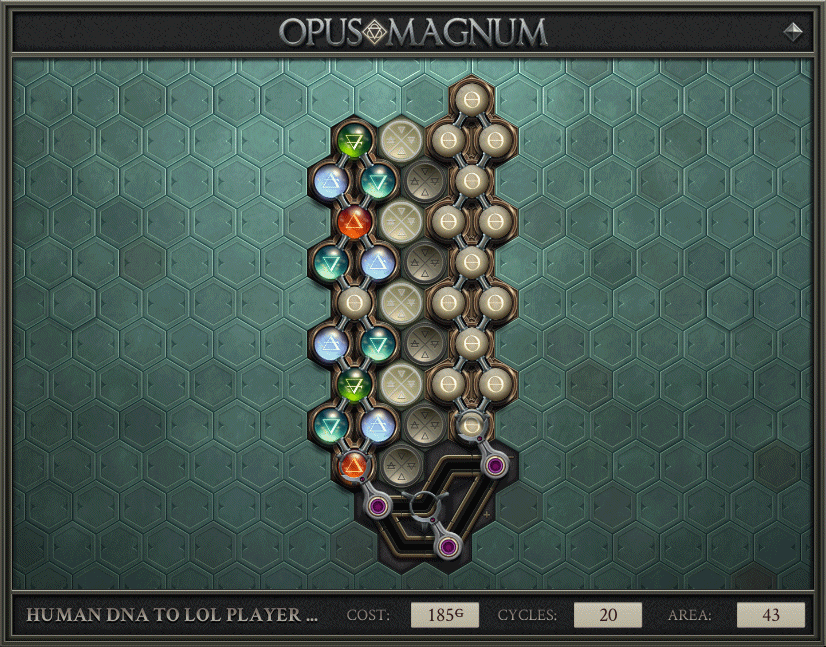 OPUS MAGNUM
HUMAN DNA TO LOL PLAYER ... COST: 185G CYCLES: 20 AREA: 43